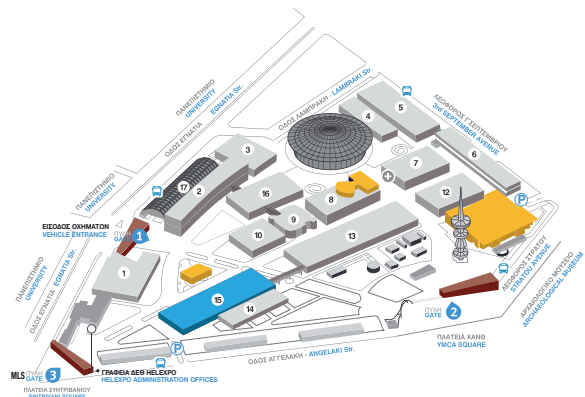 ΠΑΝΕΠΙΣΤΗΜΙΟ
UNIVERSITY
ΟΔΟΣ ΕΓΝΑΤΙΑ
EGNATIA Str.
ΟΔΟΣ ΛΑΜΠΡΑΚΗ - LAMBRAKI Str.
ΛΕΩΦΟΡΟΣ Γ΄ ΣΕΠΤΕΜΒΡΙΟΥ
3rd SEPTEMBER AVENUE
4
5
6
3
7
17
2
16
8
12
P
9
10
13
ΠΑΝΕΠΙΣΤΗΜΙΟ
UNIVERSITY
ΕΙΣΟΔΟΣ ΟΧΗΜΑΤΩΝ
VEHICLE ENTRANCE
ΠΥΛΗ
GATE
1
ΠΑΝΕΠΙΣΤΗΜΙΟ
UNIVERSITY
ΟΔΟΣ ΕΓΝΑΤΙΑ
EGNATIA Str.
1
15
14
ΛΕΩΦΟΡΟΣ ΣΤΡΑΤΟΥ
STRATOU AVENUE
ΑΡΧΑΙΟΛΟΓΙΚΟ ΜΟΥΣΕΙΟ
ARCHAEOLOGICAL MUSEUM
ΠΥΛΗ
GATE
2
ΠΛΑΤΕΙΑ ΧΑΝΘ
YMCA SQUARE
P
ΟΔΟΣ ΑΓΓΕΛΑΚΗ - ANGELAKI Str.
MLS
ΠΥΛΗ
GATE
3
ΓΡΑΦΕΙΑ ΔΕΘ HELEXPO
HELEXPO ADMINISTRATION OFFICES
ΠΛΑΤΕΙΑ ΣΥΝΤΡΙΒΑΝΙΟΥ
SINTRIVANI SQUARE